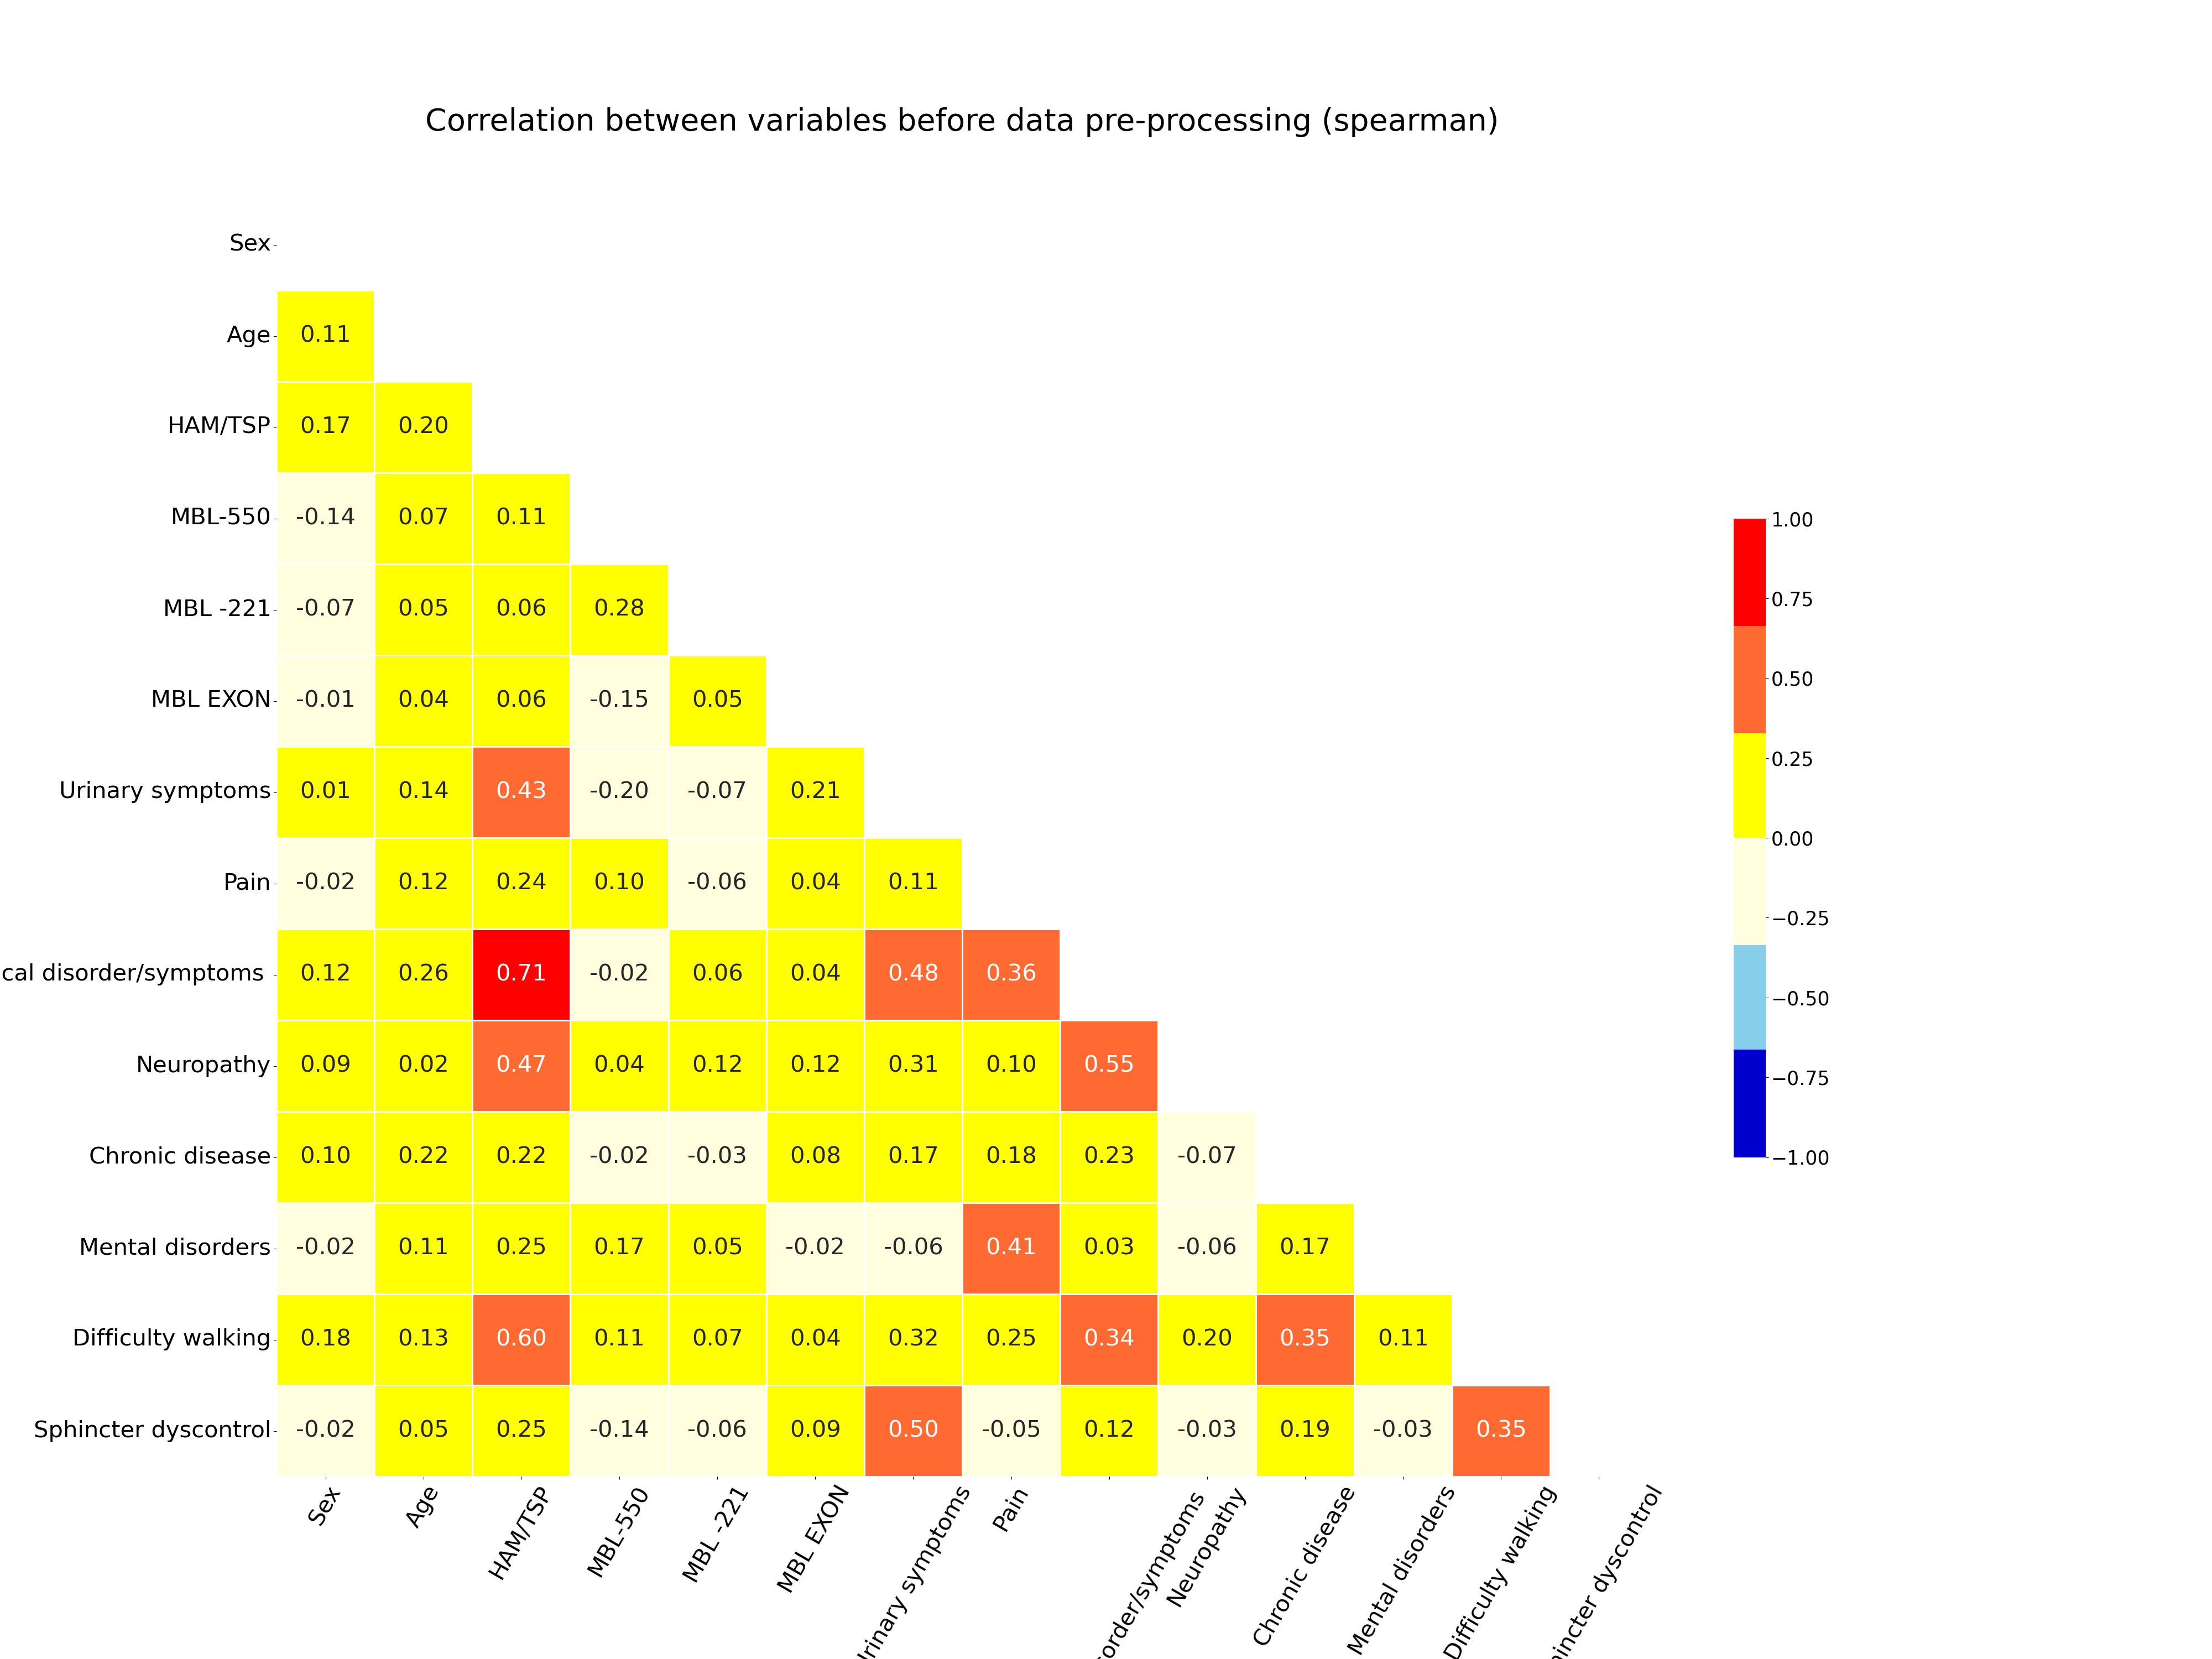 Correlation between variables before data pre-processing (spearman)
Sex
Age 0.11
HAM/TSP 0.17 0.20
MBL-550 -0.14 0.07 0.11
MBL -221 -0.07 0.05 0.06 0.28
MBL EXON -0.01 0.04 0.06 -0.15 0.05
Urinary symptoms 0.01 0.14 0.43 -0.20 -0.07 0.21
Pain -0.02 0.12 0.24 0.10 -0.06 0.04 0.11
cal disorder/symptoms 0.12 0.26 0.71 -0.02 0.06 0.04 0.48 0.36
Neuropathy 0.09 0.02 0.47 0.04 0.12 0.12 0.31 0.10 0.55
Chronic disease 0.10 0.22 0.22 -0.02 -0.03 0.08 0.17 0.18 0.23 -0.07
Mental disorders -0.02 0.11 0.25 0.17 0.05 -0.02 -0.06 0.41 0.03 -0.06 0.17
Difficulty walking 0.18 0.13 0.60 0.11 0.07 0.04 0.32 0.25 0.34 0.20 0.35 0.11
Sphincter dyscontrol -0.02 0.05 0.25 -0.14 -0.06 0.09 0.50 -0.05 0.12 -0.03 0.19 -0.03 0.35
Sex
Age
HAM/TSP
MBL-550
MBL -221
MBL EXON
Urinary symptoms
Pain
order/symptoms
Neuropathy
Chronic disease
Mental disorders
Difficulty walking
incter dyscontrol
1.00
0.75
0.50
0.25
0.00
−0.25
−0.50
−0.75
−1.00